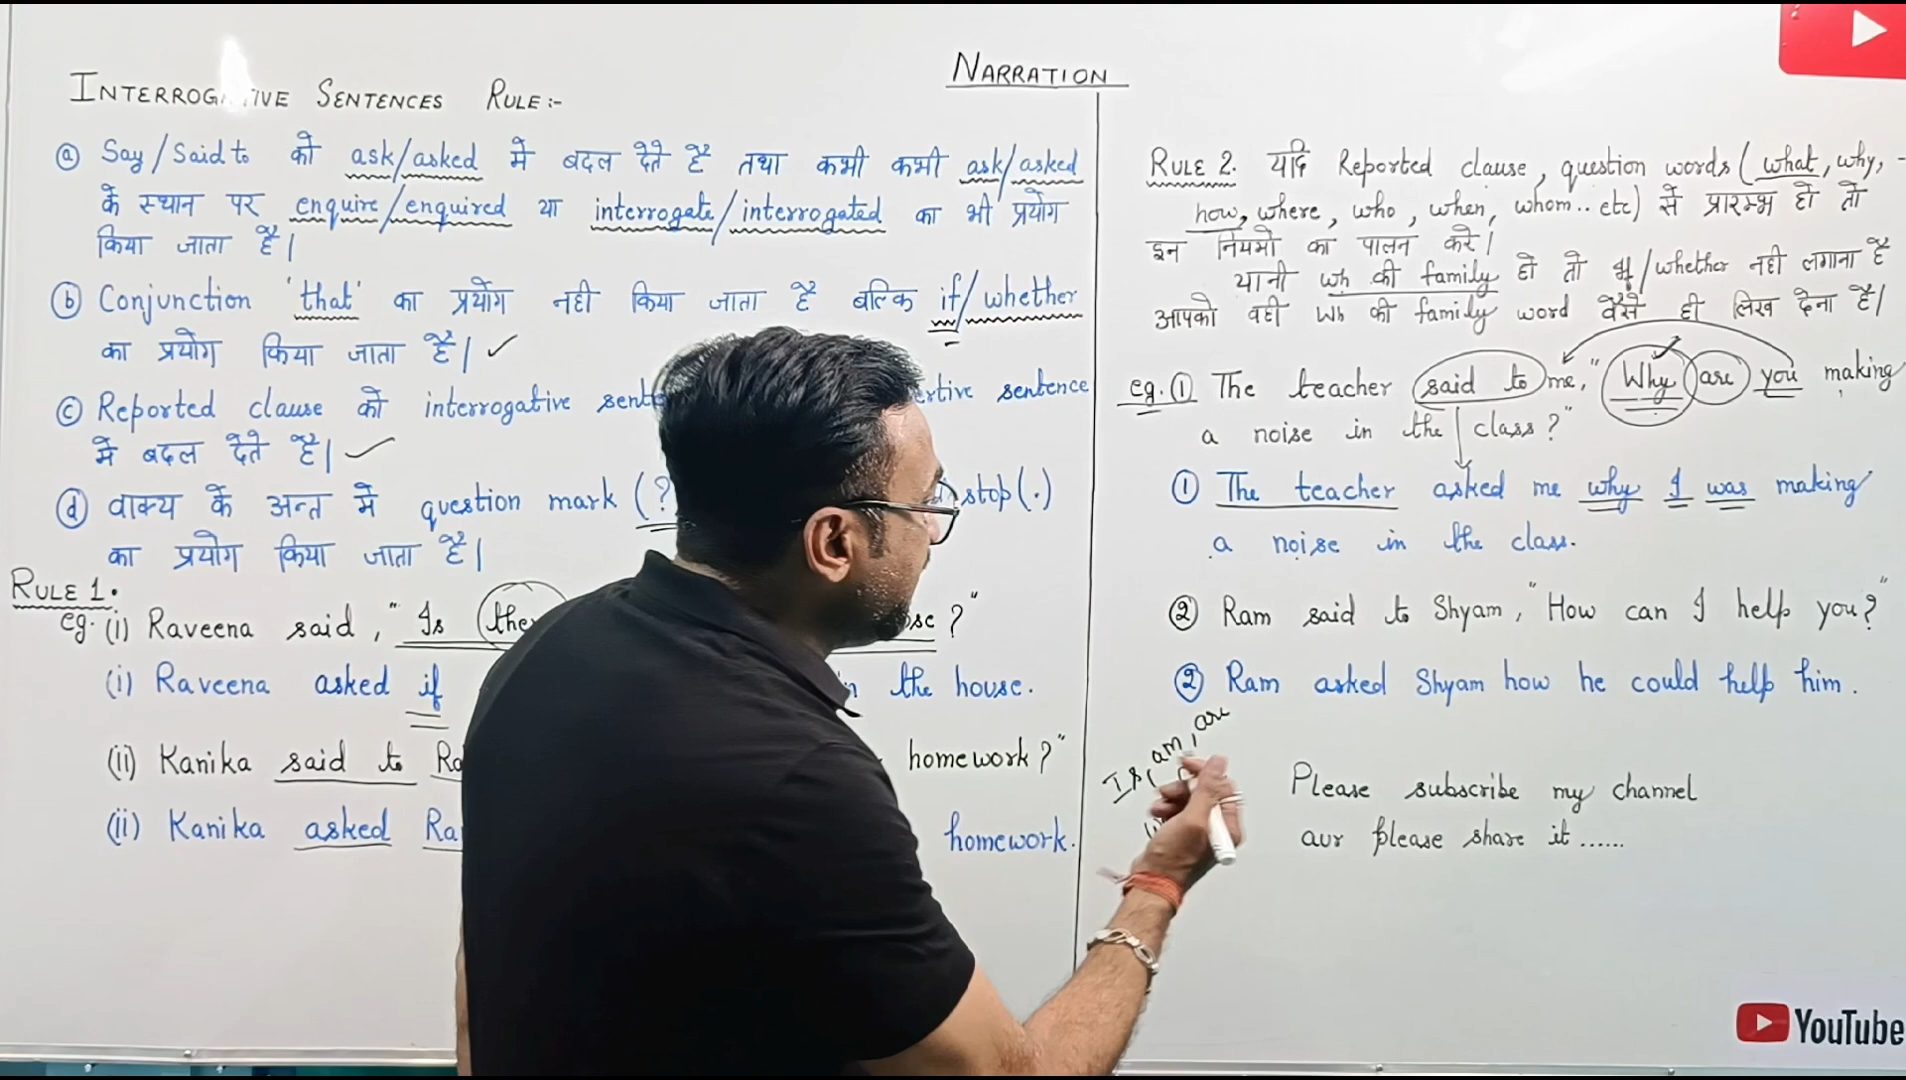 NARRATION
INTERROGATIVE SENTENCES RULE:-
ⓐ Say/Said to को ask/asked मे बदल देते है तथा कभी कभी ask/asked
के स्थान पर enquire/enquired या interrogate/interrogated का भी प्रयोग
किया जाता है।
ⓑ Conjunction 'that' का प्रयोग नही किया जाता है बल्कि if/whether
का प्रयोग किया जाता है। ✓
ⓒ Reported clause को interrogative sentence
मे बदल देते है। ✓
ⓓ वाक्य के अन्त मे question mark (? stop(.)
का प्रयोग किया जाता है।
RULE 1.
eg. (i) Raveena said, "Is house?"
(i) Raveena asked if in the house.
(ii) Kanika said to homework?"
(ii) Kanika asked homework.
RULE 2. यदि Reported clause, question words (what, why,
how, where, who, when, whom.. etc) से प्रारम्भ हो तो
इन नियमो का पालन करे।
यानी wh की family हो तो if/whether नही लगाना है
आपको वही wh की family word वैसे ही लिख देना है।
eg. ① The teacher said to me, "Why are you making
a noise in the class?"
① The teacher asked me why I was making
a noise in the class.
② Ram said to Shyam, "How can I help you?"
② Ram asked Shyam how he could help him.
Is, am, are
Please subscribe my channel
aur please share it ......
YouTube